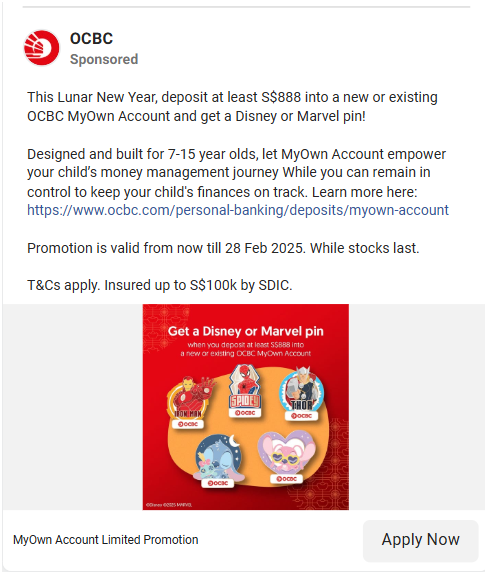 OCBC
Sponsored
This Lunar New Year, deposit at least S$888 into a new or existing
OCBC MyOwn Account and get a Disney or Marvel pin!
Designed and built for 7-15 year olds, let MyOwn Account empower
your child's money management journey While you can remain in
control to keep your child's finances on track. Learn more here:
https://www.ocbc.com/personal-banking/deposits/myown-account
Promotion is valid from now till 28 Feb 2025. While stocks last.
T&Cs apply. Insured up to S$100k by SDIC.
Get a Disney or Marvel pin
when you deposit at least S$888 into
a new or existing OCBC MyOwn Account
IRON MAN
OCBC
SPIDEY
OCBC
THOR
OCBC
OCBC
OCBC
©Disney ©2025 MARVEL
MyOwn Account Limited Promotion
Apply Now